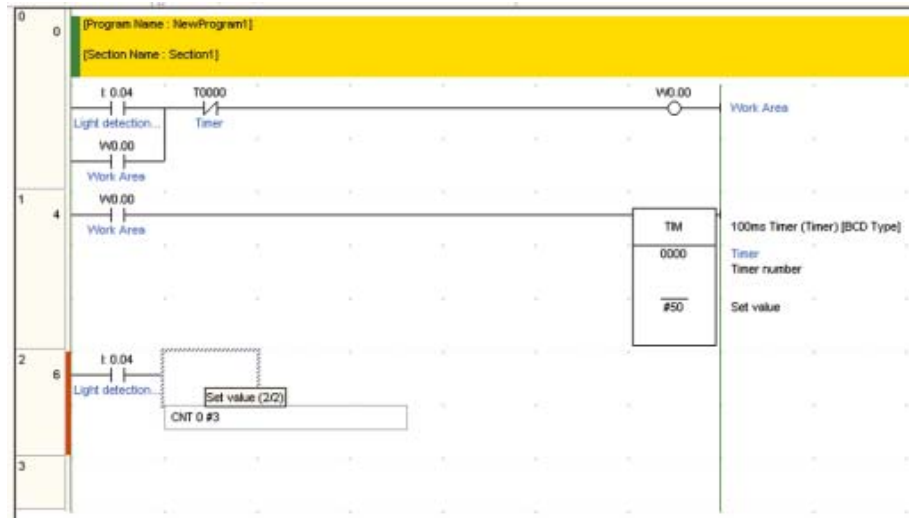 0
0
[Program Name : NewProgram1]
[Section Name : Section1]
I: 0.04
T0000
W0.00
Work Area
Light detection...
Timer
W0.00
Work Area
1
4
W0.00
Work Area
TIM
100ms Timer (Timer) [BCD Type]
0000
Timer
Timer number
#50
Set value
2
6
I: 0.04
Light detection...
Set value (2/2)
CNT 0 #3
3